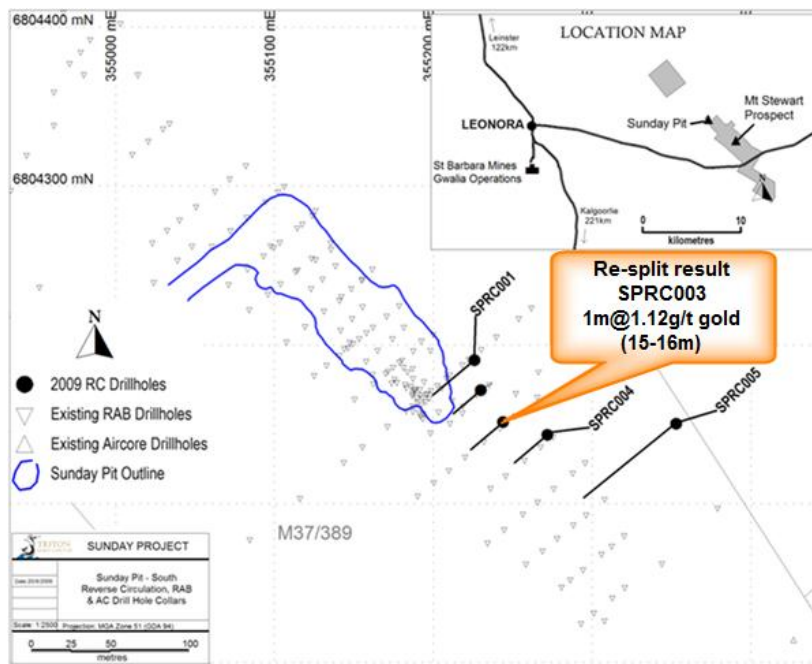 6804400 mN
355000 mE
355100 mE
355200 mE
LOCATION MAP
Leinster
122km
Mt Stewart
Prospect
Sunday Pit
LEONORA
St Barbara Mines
Gwalia Operations
N
Kalgoorlie
221km
0 10
kilometres
6804300 mN
SPRC001
Re-split result
SPRC003
1m@1.12g/t gold
(15-16m)
N
SPRC004
SPRC005
2009 RC Drillholes
Existing RAB Drillholes
Existing Aircore Drillholes
Sunday Pit Outline
M37/389
TRITON
SUNDAY PROJECT
Sunday Pit - South
Reverse Circulation, RAB
& AC Drill Hole Collars
Scale: 1:2500 Projection: MGA Zone 51 (GDA 94)
0 25 50 100
metres